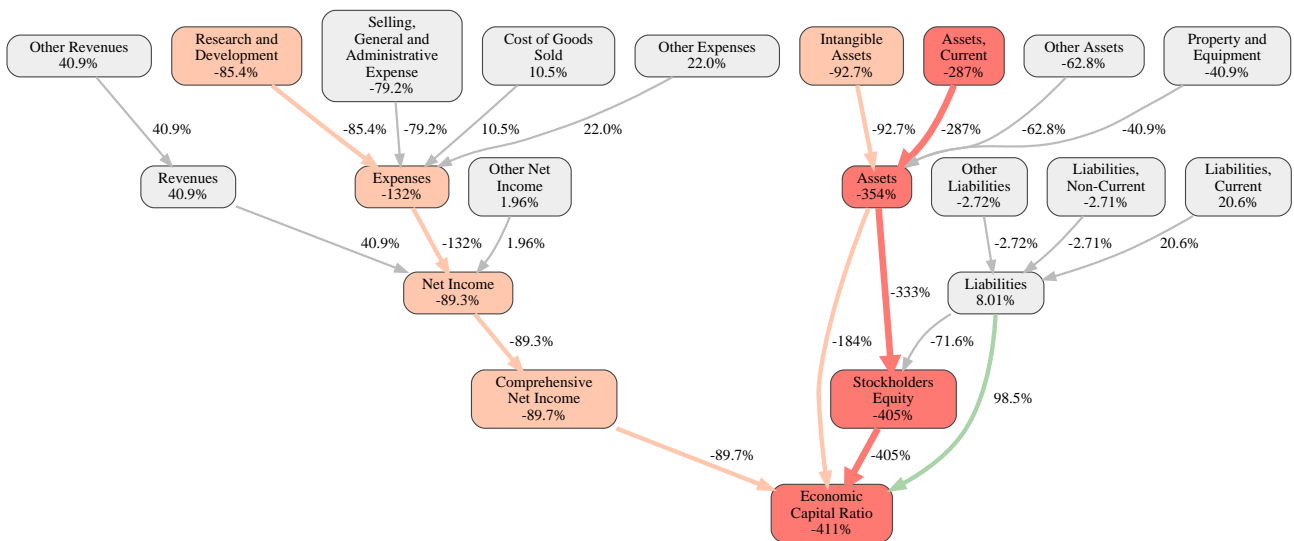 Other Revenues
40.9%
Research and
Development
-85.4%
Selling,
General and
Administrative
Expense
-79.2%
Cost of Goods
Sold
10.5%
Other Expenses
22.0%
Intangible
Assets
-92.7%
Assets,
Current
-287%
Other Assets
-62.8%
Property and
Equipment
-40.9%
40.9%
-85.4%
-79.2%
10.5%
22.0%
-92.7%
-287%
-62.8%
-40.9%
Revenues
40.9%
Expenses
-132%
Other Net
Income
1.96%
Assets
-354%
Other
Liabilities
-2.72%
Liabilities,
Non-Current
-2.71%
Liabilities,
Current
20.6%
40.9%
-132%
1.96%
-2.72%
-2.71%
20.6%
Net Income
-89.3%
-333%
Liabilities
8.01%
-89.3%
-184%
-71.6%
Comprehensive
Net Income
-89.7%
Stockholders
Equity
-405%
98.5%
-89.7%
-405%
Economic
Capital Ratio
-411%